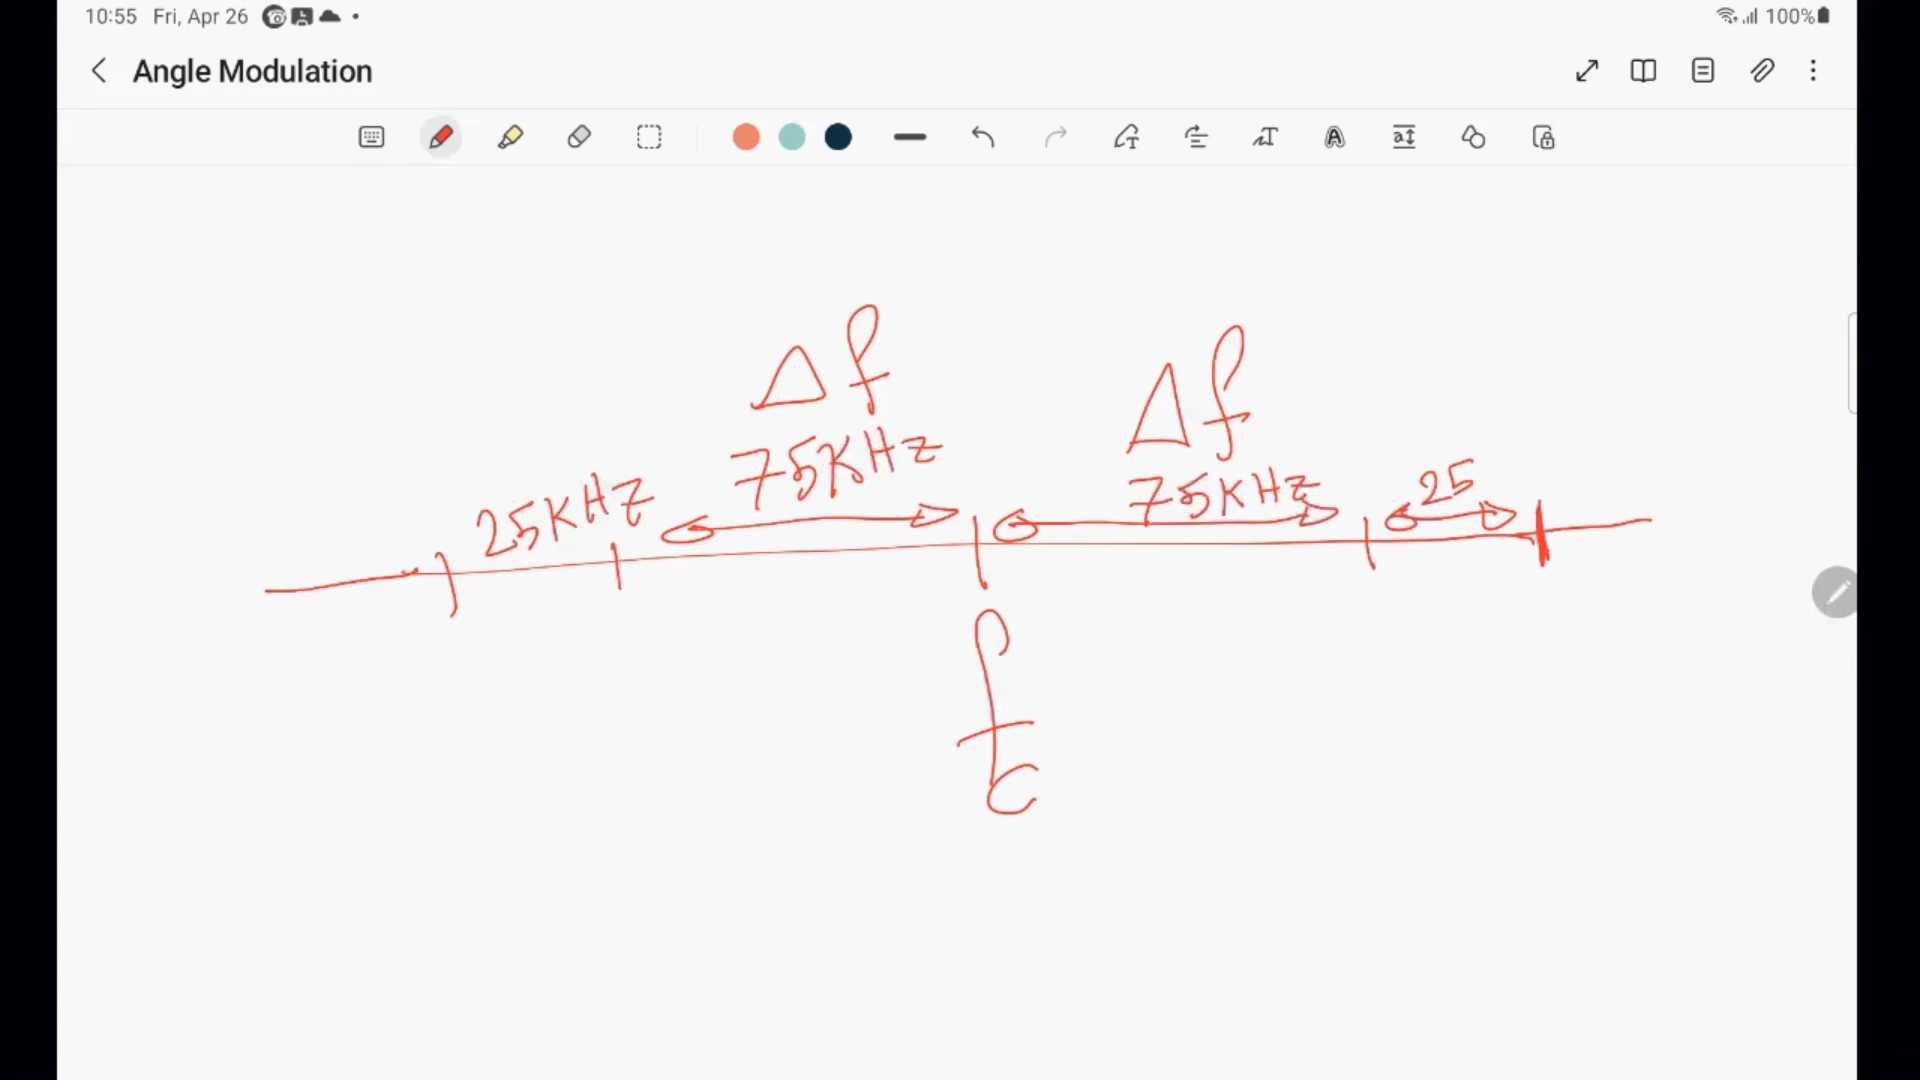 10:55 Fri, Apr 26 100%
Angle Modulation
Δf Δf
75KHz 75KHz
25KHz 25
fc